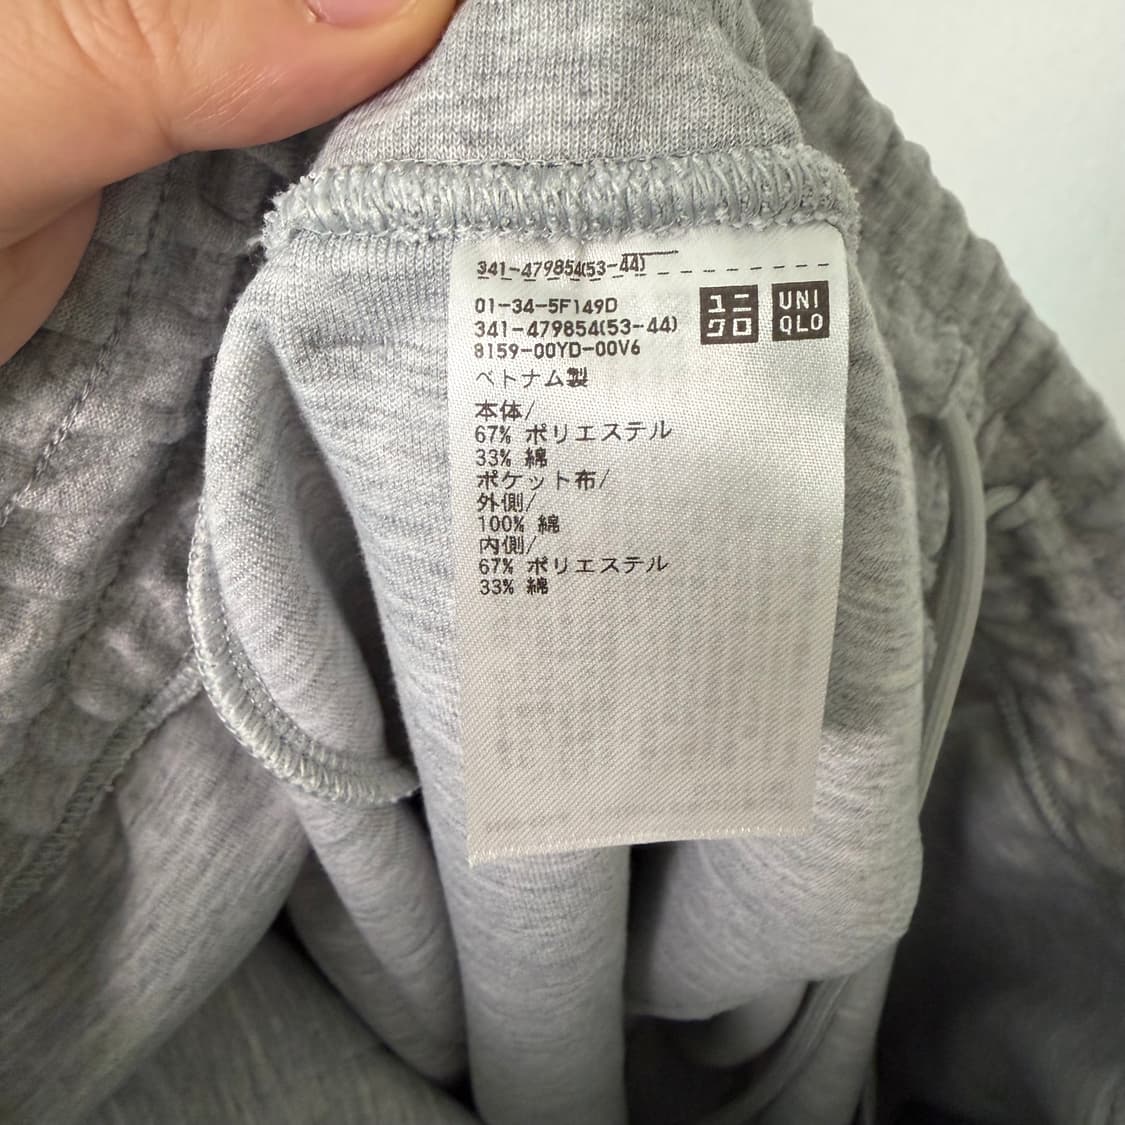 341-479854(53-44)
01-34-5F149D
341-479854(53-44)
8159-00YD-00V6
ユニ
クロ
UNI
QLO
ベトナム製
本体/
67% ポリエステル
33% 綿
ポケット布/
外側/
100% 綿
内側/
67% ポリエステル
33% 綿